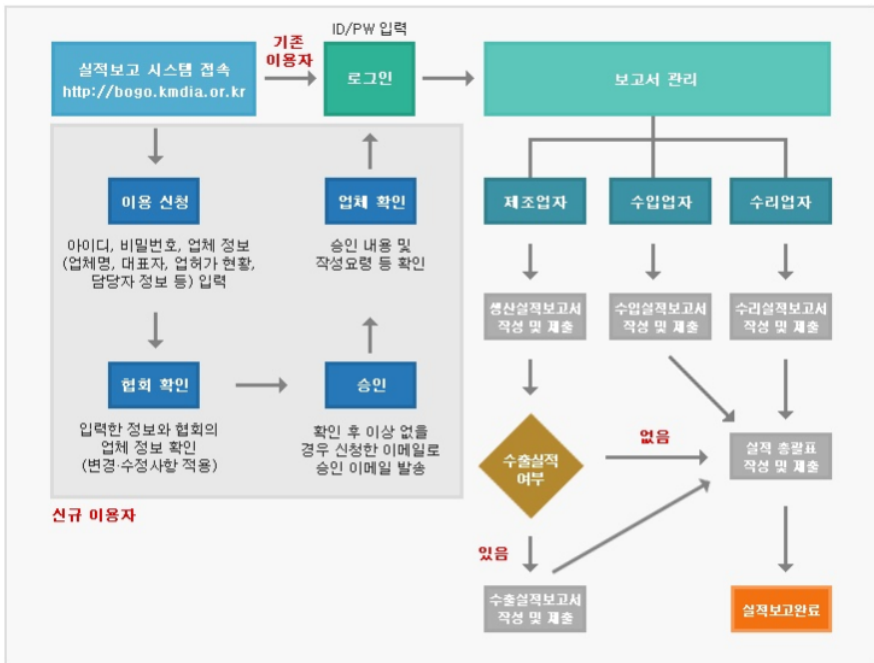 ID/PW 입력
기존
이용자
실적보고 시스템 접속
http://bogo.kmdia.or.kr
로그인
보고서 관리
이용 신청
업체 확인
제조업자
수입업자
수리업자
아이디, 비밀번호, 업체 정보
(업체명, 대표자, 업허가 현황,
담당자 정보 등) 입력
승인 내용 및
작성요령 등 확인
생산실적보고서
작성 및 제출
수입실적보고서
작성 및 제출
수리실적보고서
작성 및 제출
협회 확인
승인
입력한 정보와 협회의
업체 정보 확인
(변경·수정사항 적용)
확인 후 이상 없을
경우 신청한 이메일로
승인 이메일 발송
수출실적
여부
없음
실적 총괄표
작성 및 제출
신규 이용자
있음
수출실적보고서
작성 및 제출
실적보고완료